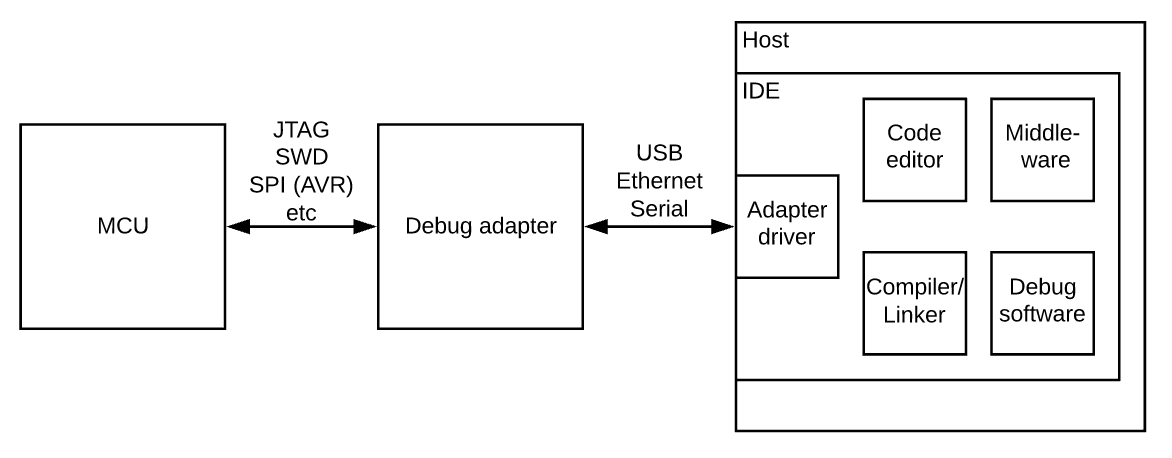 Host
IDE
JTAG
SWD
SPI (AVR)
etc
MCU
Debug adapter
USB
Ethernet
Serial
Adapter
driver
Code
editor
Middle-
ware
Compiler/
Linker
Debug
software